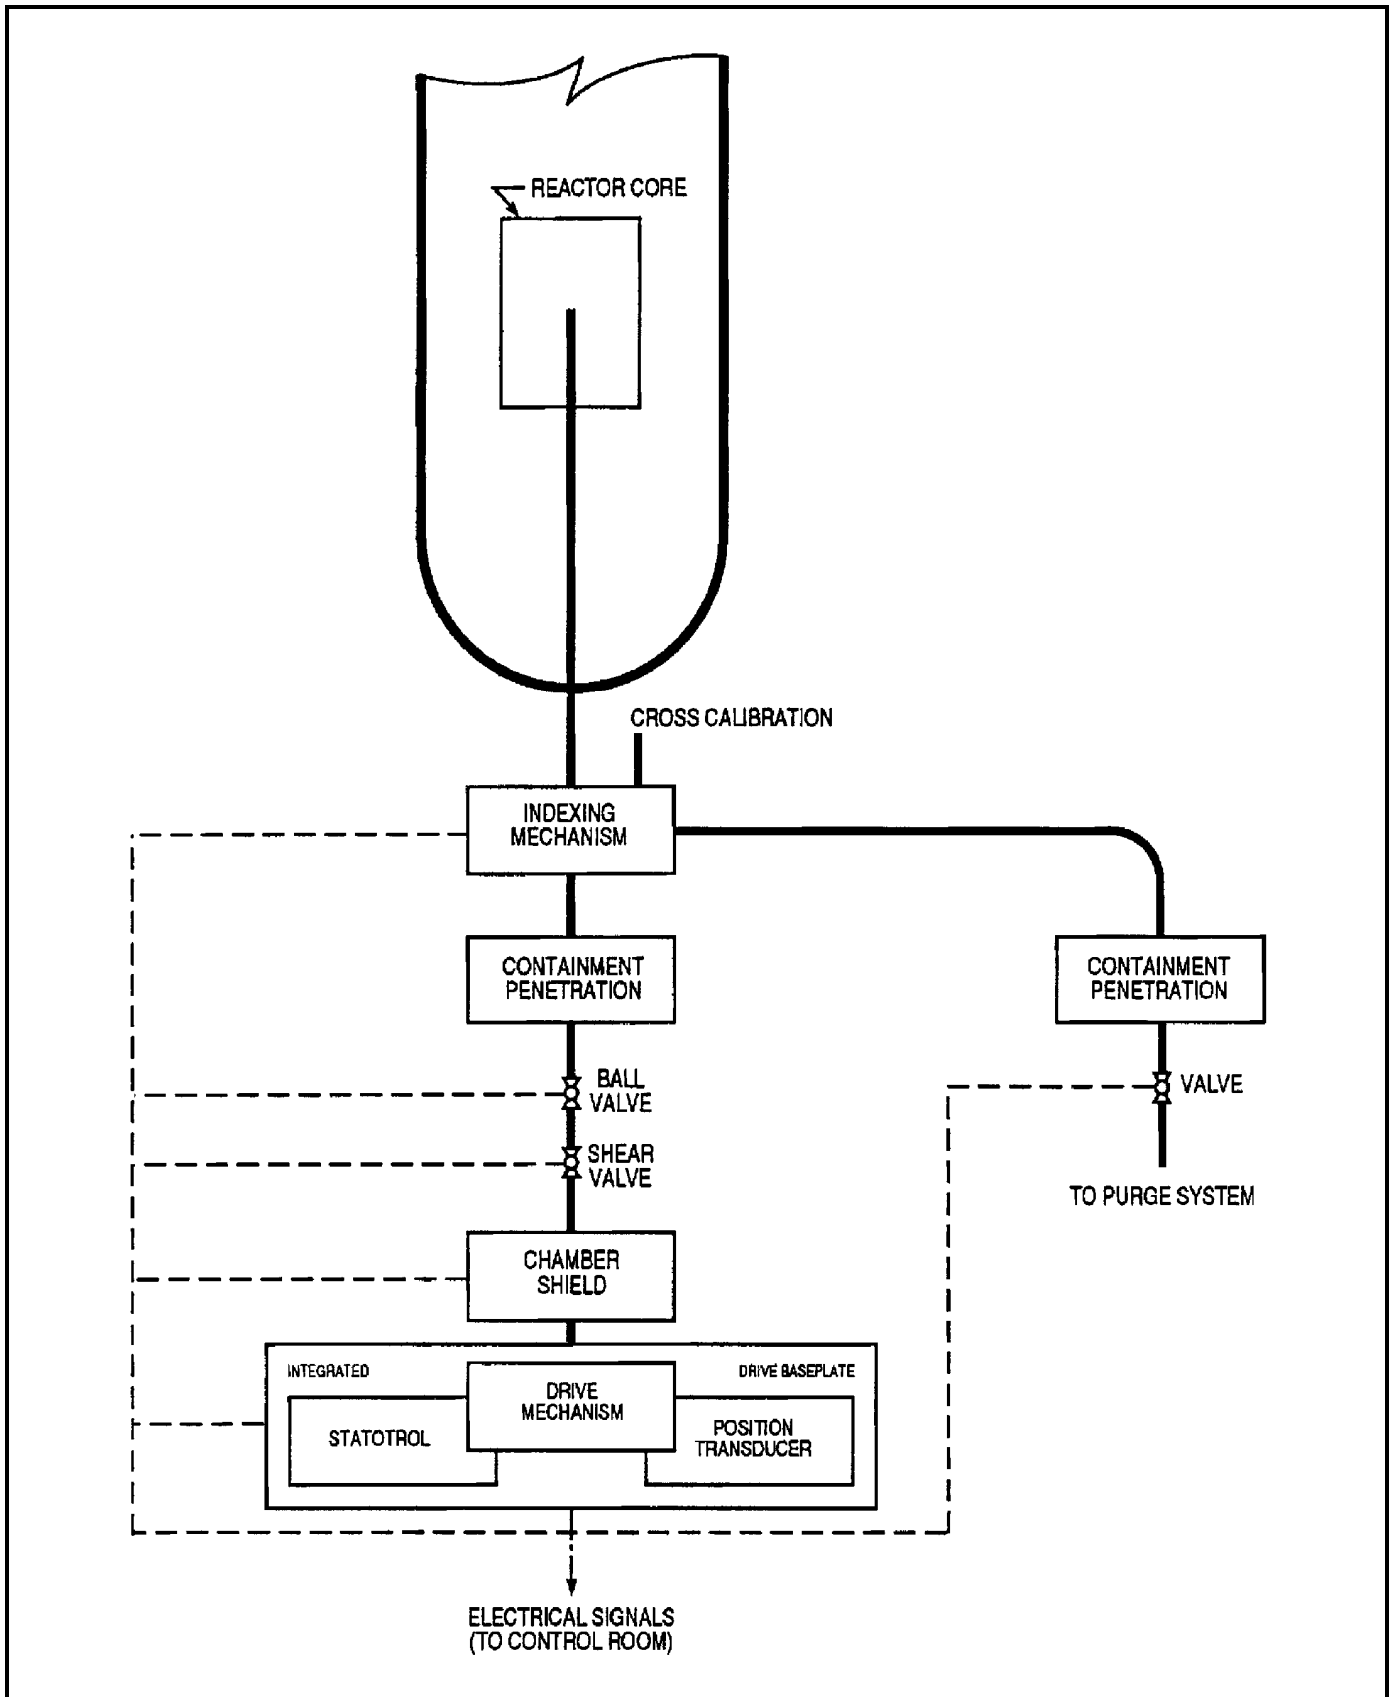 REACTOR CORE
CROSS CALIBRATION
INDEXING
MECHANISM
CONTAINMENT
PENETRATION
CONTAINMENT
PENETRATION
BALL
VALVE
VALVE
SHEAR
VALVE
TO PURGE SYSTEM
CHAMBER
SHIELD
INTEGRATED
DRIVE BASEPLATE
DRIVE
MECHANISM
STATOTROL
POSITION
TRANSDUCER
ELECTRICAL SIGNALS
(TO CONTROL ROOM)